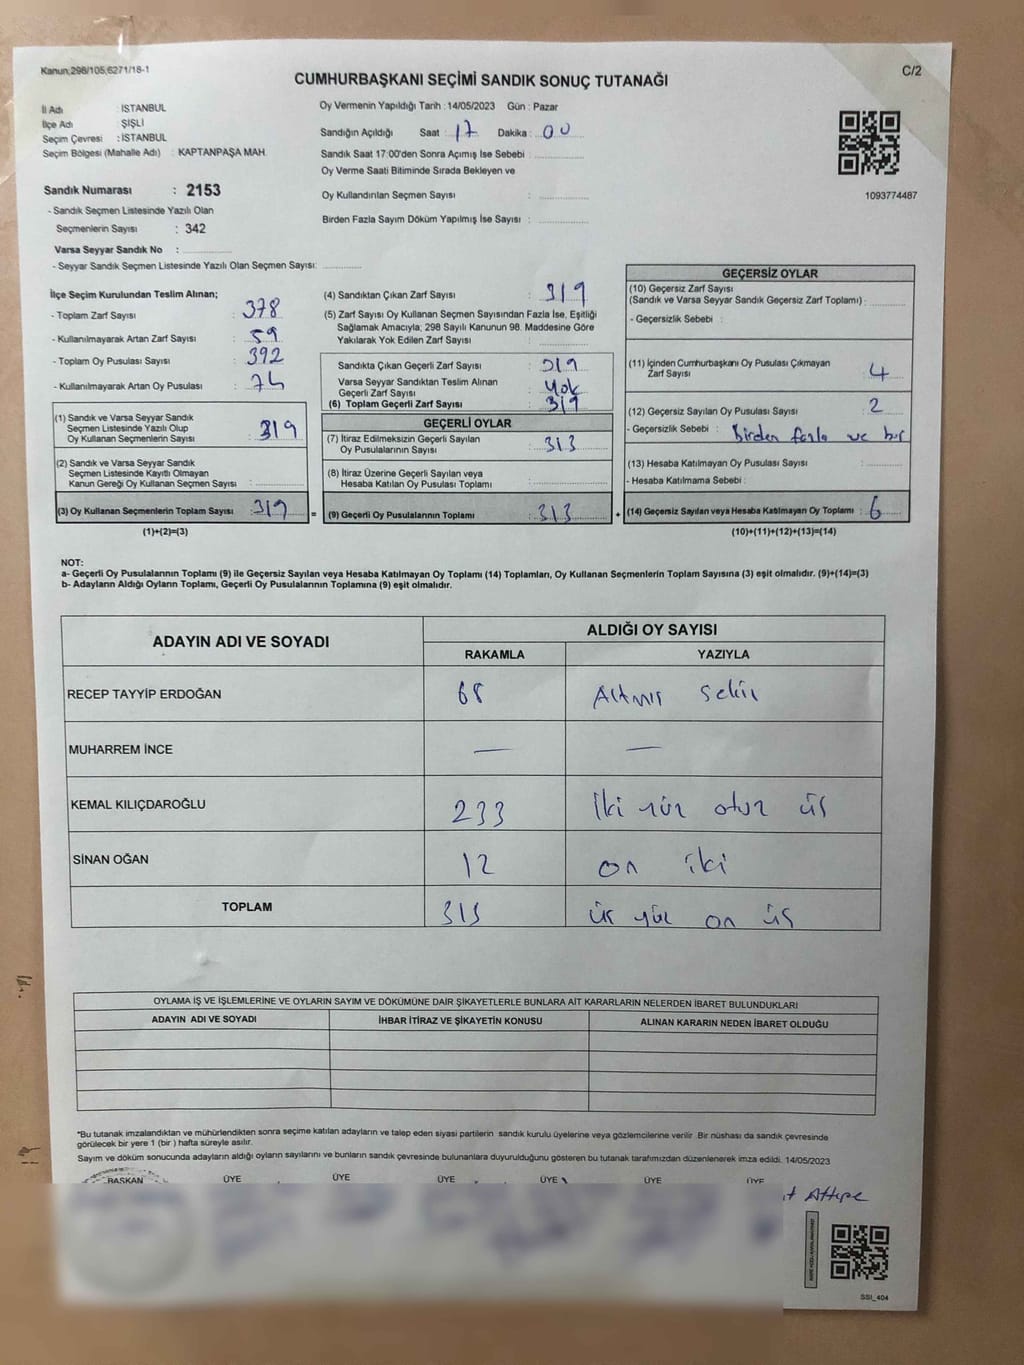 Kanun:298/105,6271/18-1
C/2
CUMHURBAŞKANI SEÇİMİ SANDIK SONUÇ TUTANAĞI
İl Adı : İSTANBUL
İlçe Adı : ŞİŞLİ
Seçim Çevresi : İSTANBUL
Seçim Bölgesi (Mahalle Adı) : KAPTANPAŞA MAH.
Sandık Numarası : 2153
- Sandık Seçmen Listesinde Yazılı Olan
Seçmenlerin Sayısı : 342
Varsa Seyyar Sandık No :
- Seyyar Sandık Seçmen Listesinde Yazılı Olan Seçmen Sayısı:
Oy Vermenin Yapıldığı Tarih : 14/05/2023 Gün : Pazar
Sandığın Açıldığı Saat : 17 Dakika : 00
Sandık Saat 17:00'den Sonra Açımış İse Sebebi :
Oy Verme Saati Bitiminde Sırada Bekleyen ve
Oy Kullandırılan Seçmen Sayısı :
Birden Fazla Sayım Döküm Yapılmış İse Sayısı :
1093774487
İlçe Seçim Kurulundan Teslim Alınan;
- Toplam Zarf Sayısı : 378
- Kullanılmayarak Artan Zarf Sayısı : 59
- Toplam Oy Pusulası Sayısı : 392
- Kullanılmayarak Artan Oy Pusulası :
(1) Sandık ve Varsa Seyyar Sandık
Seçmen Listesinde Yazılı Olup
Oy Kullanan Seçmenlerin Sayısı : 319
(2) Sandık ve Varsa Seyyar Sandık
Seçmen Listesinde Kayıtlı Olmayan
Kanun Gereği Oy Kullanan Seçmen Sayısı :
(3) Oy Kullanan Seçmenlerin Toplam Sayısı : 319
(1)+(2)=(3)
(4) Sandıktan Çıkan Zarf Sayısı : 319
(5) Zarf Sayısı Oy Kullanan Seçmen Sayısından Fazla İse, Eşitliği
Sağlamak Amacıyla; 298 Sayılı Kanunun 98. Maddesine Göre
Yakılarak Yok Edilen Zarf Sayısı :
Sandıkta Çıkan Geçerli Zarf Sayısı : 319
Varsa Seyyar Sandıktan Teslim Alınan
Geçerli Zarf Sayısı : Yok
(6) Toplam Geçerli Zarf Sayısı : 319
GEÇERLİ OYLAR
(7) İtiraz Edilmeksizin Geçerli Sayılan
Oy Pusulalarının Sayısı : 313
(8) İtiraz Üzerine Geçerli Sayılan veya
Hesaba Katılan Oy Pusulası Toplamı :
= (9) Geçerli Oy Pusulalarının Toplamı : 313
GEÇERSİZ OYLAR
(10) Geçersiz Zarf Sayısı
(Sandık ve Varsa Seyyar Sandık Geçersiz Zarf Toplamı) :
- Geçersizlik Sebebi :
(11) İçinden Cumhurbaşkanı Oy Pusulası Çıkmayan
Zarf Sayısı : 4
(12) Geçersiz Sayılan Oy Pusulası Sayısı : 2
- Geçersizlik Sebebi : Birden fazla ve bir
(13) Hesaba Katılmayan Oy Pusulası Sayısı :
- Hesaba Katılmama Sebebi :
+ (14) Geçersiz Sayılan veya Hesaba Katılmayan Oy Toplamı : 6
(10)+(11)+(12)+(13)=(14)
NOT:
a- Geçerli Oy Pusulalarının Toplamı (9) ile Geçersiz Sayılan veya Hesaba Katılmayan Oy Toplamı (14) Toplamları, Oy Kullanan Seçmenlerin Toplam Sayısına (3) eşit olmalıdır. (9)+(14)=(3)
b- Adayların Aldığı Oyların Toplamı, Geçerli Oy Pusulalarının Toplamına (9) eşit olmalıdır.
ADAYIN ADI VE SOYADI
ALDIĞI OY SAYISI
RAKAMLA YAZIYLA
RECEP TAYYİP ERDOĞAN 68 Altmış Sekiz
MUHARREM İNCE — —
KEMAL KILIÇDAROĞLU 233 iki yüz otuz üç
SİNAN OĞAN 12 on iki
TOPLAM 313 üç yüz on üç
OYLAMA İŞ VE İŞLEMLERİNE VE OYLARIN SAYIM VE DÖKÜMÜNE DAİR ŞİKAYETLERLE BUNLARA AİT KARARLARIN NELERDEN İBARET BULUNDUKLARI
ADAYIN ADI VE SOYADI İHBAR İTİRAZ VE ŞİKAYETİN KONUSU ALINAN KARARIN NEDEN İBARET OLDUĞU
*Bu tutanak imzalandıktan ve mühürlendikten sonra seçime katılan adayların ve talep eden siyasi partilerin sandık kurulu üyelerine veya gözlemcilerine verilir. Bir nüshası da sandık çevresinde
görülecek bir yere 1 (bir ) hafta süreyle asılır.
Sayım ve döküm sonucunda adayların aldığı oyların sayılarını ve bunların sandık çevresinde bulunanlara duyurulduğunu gösteren bu tutanak tarafımızdan düzenlenerek imza edildi. 14/05/2023
BAŞKAN ÜYE ÜYE ÜYE ÜYE ÜYE ÜYE
SSI_404